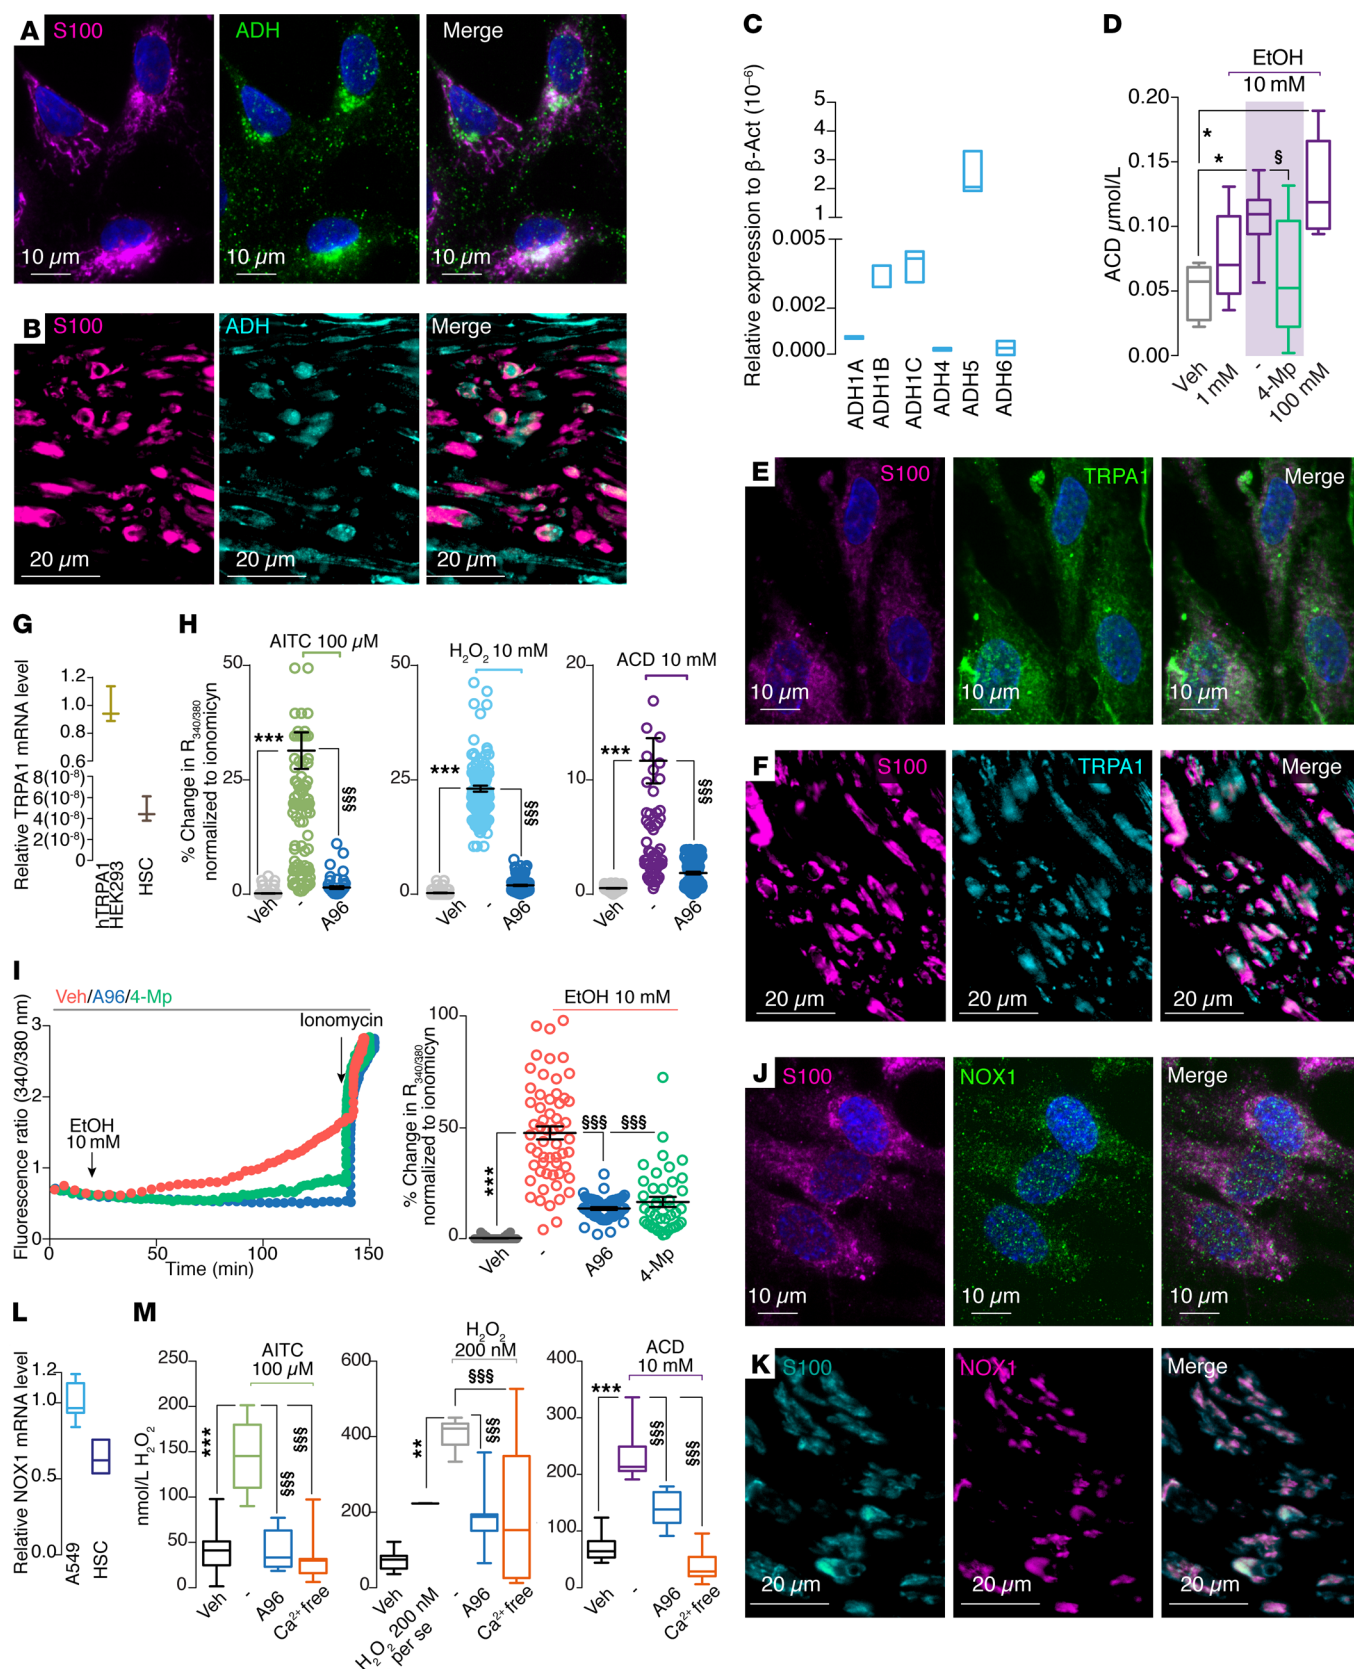 A
S100
ADH
Merge
10 µm
10 µm
10 µm
B
S100
ADH
Merge
20 µm
20 µm
20 µm
C
Relative expression to β-Act (10⁻⁶)
5
4
3
2
1
0.005
0.002
0.000
ADH1A
ADH1B
ADH1C
ADH4
ADH5
ADH6
D
EtOH
10 mM
ACD µmol/L
0.20
0.15
0.10
0.05
0.00
*
*
§
Veh
1 mM
-
4-Mp
100 mM
E
S100
TRPA1
Merge
10 µm
10 µm
10 µm
F
S100
TRPA1
Merge
20 µm
20 µm
20 µm
G
Relative TRPA1 mRNA level
1.2
1.0
0.8
0.6
8(10⁻⁸)
6(10⁻⁸)
4(10⁻⁸)
2(10⁻⁸)
0
hTRPA1
HEK293
HSC
H
% Change in R340/380
normalized to ionomicyn
AITC 100 µM
50
25
0
***
§§§
Veh
-
A96
H₂O₂ 10 mM
50
25
0
***
§§§
Veh
-
A96
ACD 10 mM
20
10
0
***
§§§
Veh
-
A96
I
Veh/A96/4-Mp
Ionomycin
Fluorescence ratio (340/380 nm)
3
2
1
0
EtOH
10 mM
0
50
100
150
Time (min)
EtOH 10 mM
% Change in R340/380
normalized to ionomicyn
100
50
0
***
§§§
§§§
Veh
-
A96
4-Mp
J
S100
NOX1
Merge
10 µm
10 µm
10 µm
K
S100
NOX1
Merge
20 µm
20 µm
20 µm
L
Relative NOX1 mRNA level
1.2
1.0
0.5
0.0
A549
HSC
M
nmol/L H₂O₂
AITC
100 µM
250
200
150
100
50
0
***
§§§
§§§
Veh
-
A96
Ca²⁺ free
H₂O₂
200 nM
600
400
200
0
**
§§§
§§§
Veh
H₂O₂ 200 nM
per se
-
A96
Ca²⁺ free
ACD
10 mM
400
300
200
100
0
***
§§§
§§§
Veh
-
A96
Ca²⁺ free